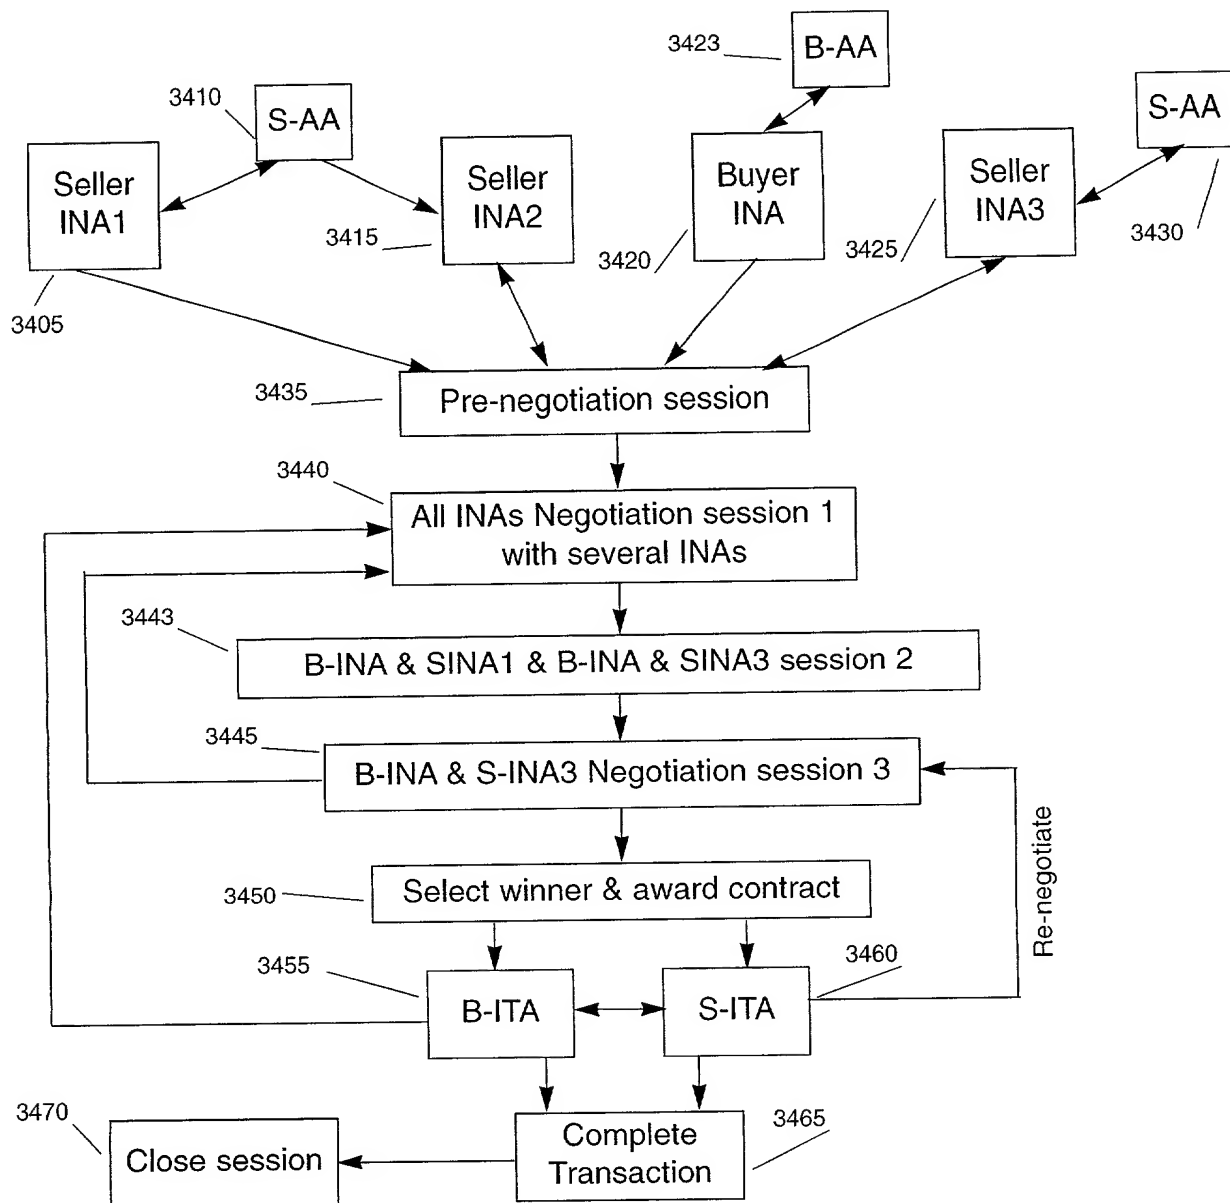 3423
B-AA
3410
S-AA
S-AA
Seller
INA1
Seller
INA2
Buyer
INA
Seller
INA3
3415
3420
3425
3430
3405
3435
Pre-negotiation session
3440
All INAs Negotiation session 1
with several INAs
3443
B-INA & SINA1 & B-INA & SINA3 session 2
3445
B-INA & S-INA3 Negotiation session 3
Re-negotiate
3450
Select winner & award contract
3455
3460
B-ITA
S-ITA
3470
Close session
Complete
Transaction
3465